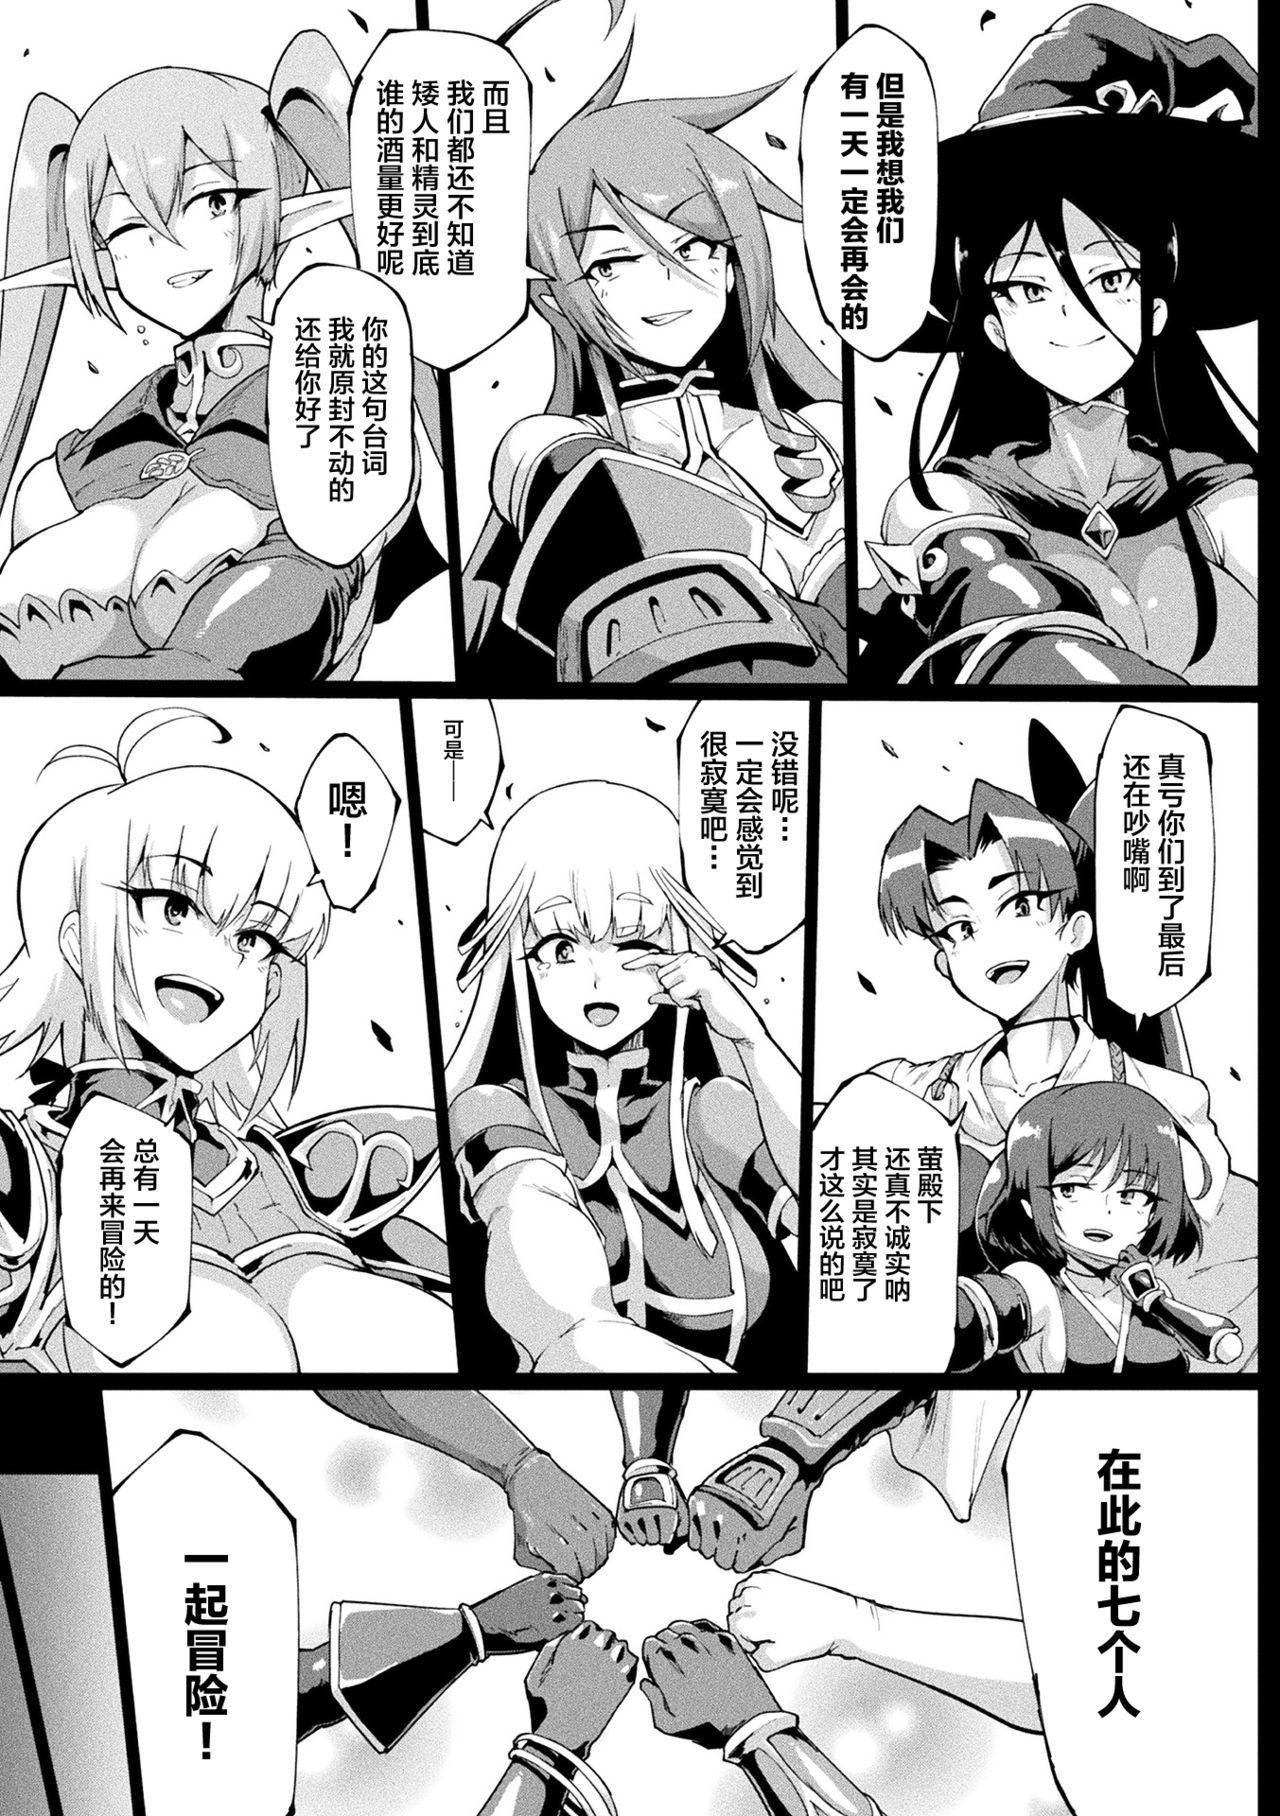 但是我想我们
有一天一定会再会的
而且
我们都还不知道
矮人和精灵到底
谁的酒量更好呢
你的这句台词
我就原封不动的
还给你好了
真亏你们到了最后
还在吵嘴啊
萤殿下
还真不诚实呐
其实是寂寞了
才这么说的吧
没错呢…
一定会感觉到
很寂寞吧…
可是——
嗯！
总有一天
会再来冒险的！
在此的七个人
一起冒险！